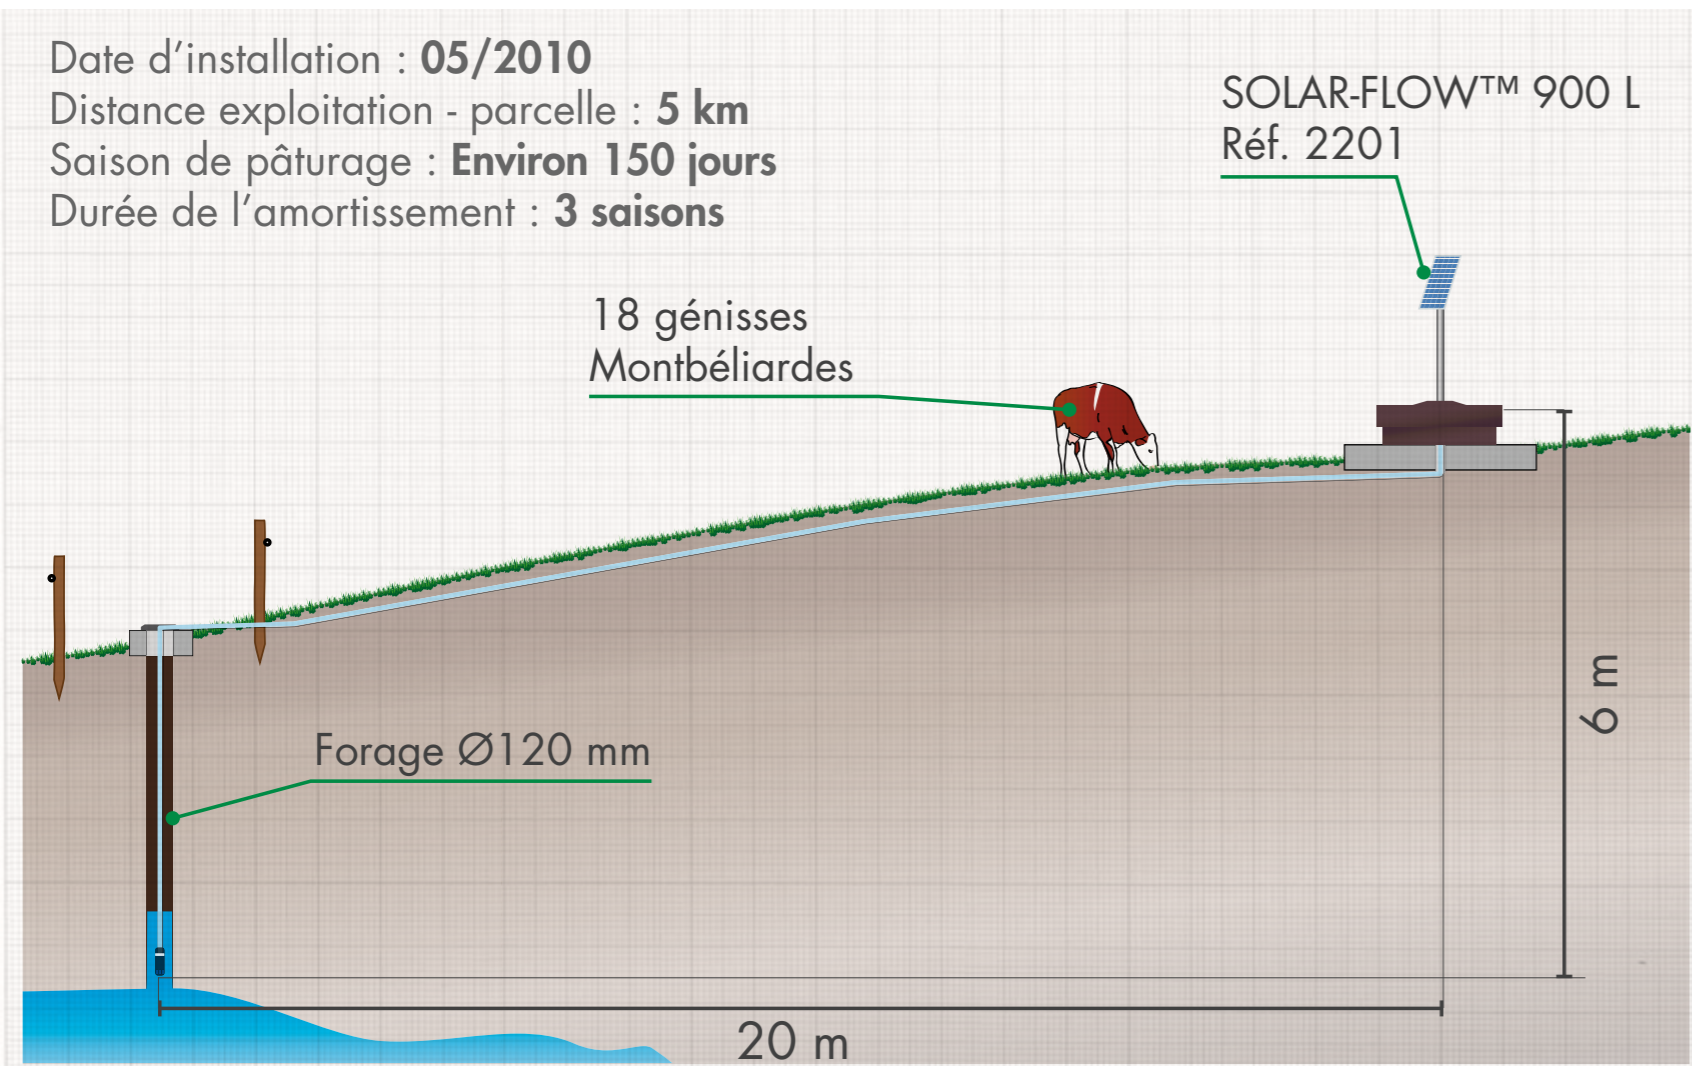 Date d’installation : 05/2010
Distance exploitation - parcelle : 5 km
Saison de pâturage : Environ 150 jours
Durée de l’amortissement : 3 saisons
SOLAR-FLOW™ 900 L
Réf. 2201
18 génisses
Montbéliardes
Forage Ø120 mm
6 m
20 m